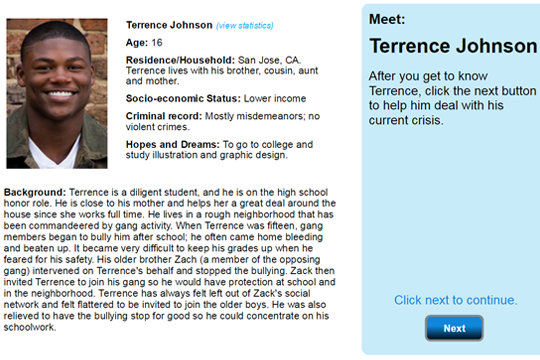 Terrence Johnson (view statistics)
Age: 16
Residence/Household: San Jose, CA.
Terrence lives with his brother, cousin, aunt
and mother.
Socio-economic Status: Lower income
Criminal record: Mostly misdemeanors; no
violent crimes.
Hopes and Dreams: To go to college and
study illustration and graphic design.
Background: Terrence is a diligent student, and he is on the high school
honor role. He is close to his mother and helps her a great deal around the
house since she works full time. He lives in a rough neighborhood that has
been commandeered by gang activity. When Terrence was fifteen, gang
members began to bully him after school; he often came home bleeding
and beaten up. It became very difficult to keep his grades up when he
feared for his safety. His older brother Zach (a member of the opposing
gang) intervened on Terrence's behalf and stopped the bullying. Zack then
invited Terrence to join his gang so he would have protection at school and
in the neighborhood. Terrence has always felt left out of Zack's social
network and felt flattered to be invited to join the older boys. He was also
relieved to have the bullying stop for good so he could concentrate on his
schoolwork.
Meet:
Terrence Johnson
After you get to know
Terrence, click the next button
to help him deal with his
current crisis.
Click next to continue.
Next